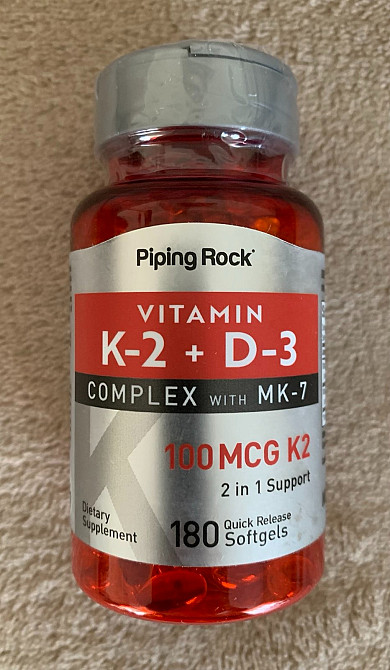 Piping Rock®
VITAMIN
K-2 + D-3
COMPLEX WITH MK-7
100 MCG K2
2 in 1 Support
Dietary
Supplement
180 Quick Release
Softgels